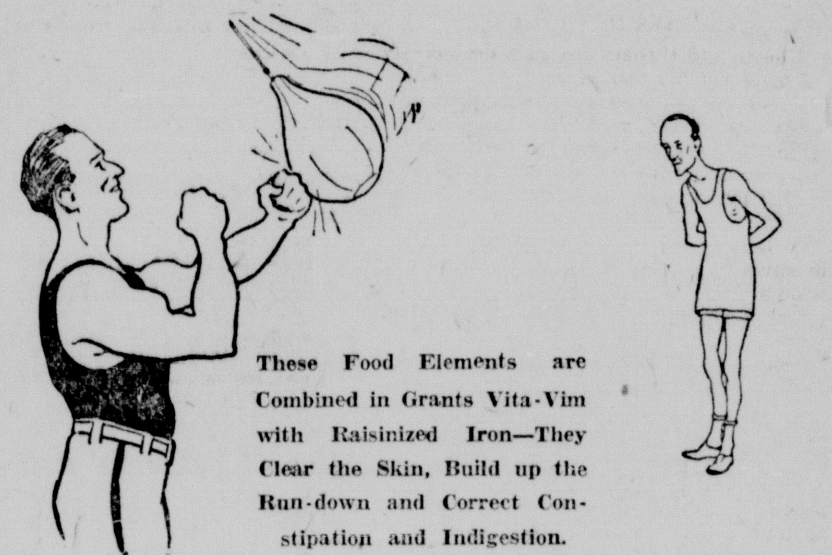 These Food Elements are
Combined in Grants Vita-Vim
with Raisinized Iron—They
Clear the Skin, Build up the
Run-down and Correct Con-
stipation and Indigestion.